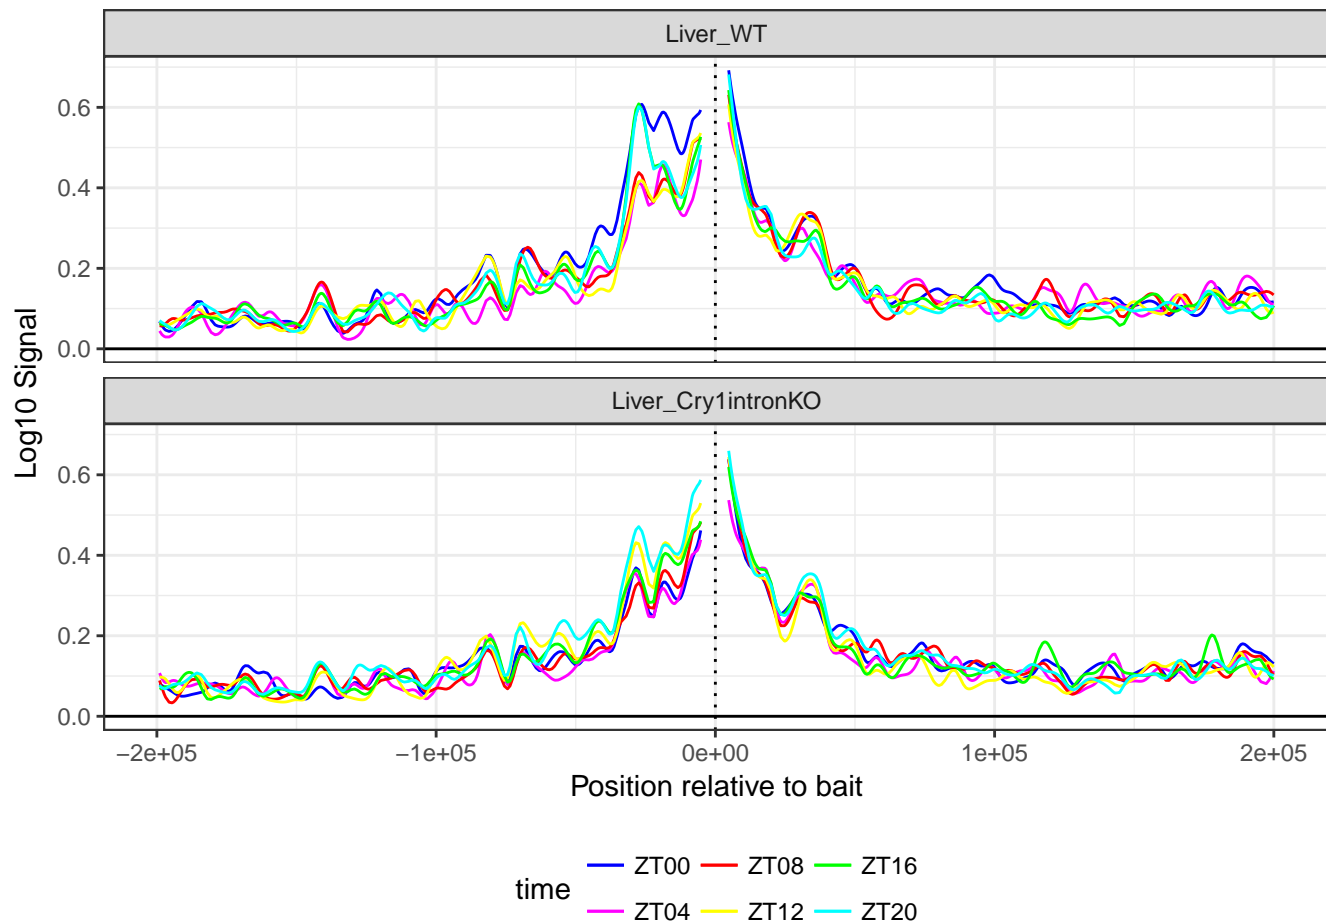 Liver_WT
0.6
0.4
0.2
0.0
Liver_Cry1intronKO
0.6
0.4
0.2
0.0
Log10 Signal
−2e+05 −1e+05 0e+00 1e+05 2e+05
Position relative to bait
time
ZT00 ZT08 ZT16
ZT04 ZT12 ZT20